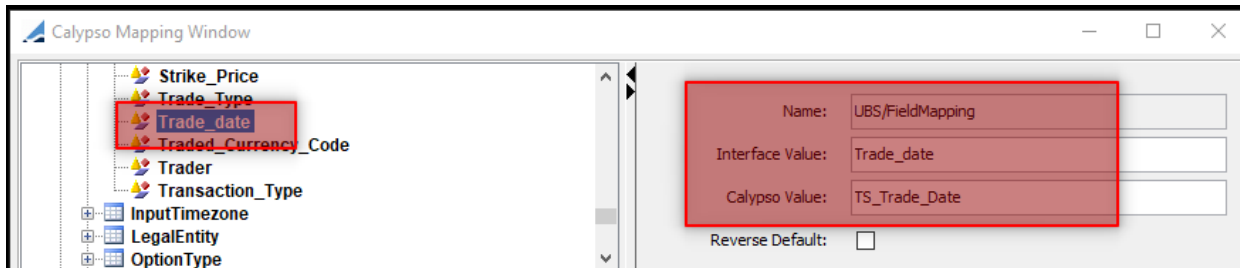 Calypso Mapping Window
Strike_Price
Trade_Type
Trade_date
Traded_Currency_Code
Trader
Transaction_Type
InputTimezone
LegalEntity
OptionType
Name: UBS/FieldMapping
Interface Value: Trade_date
Calypso Value: TS_Trade_Date
Reverse Default: